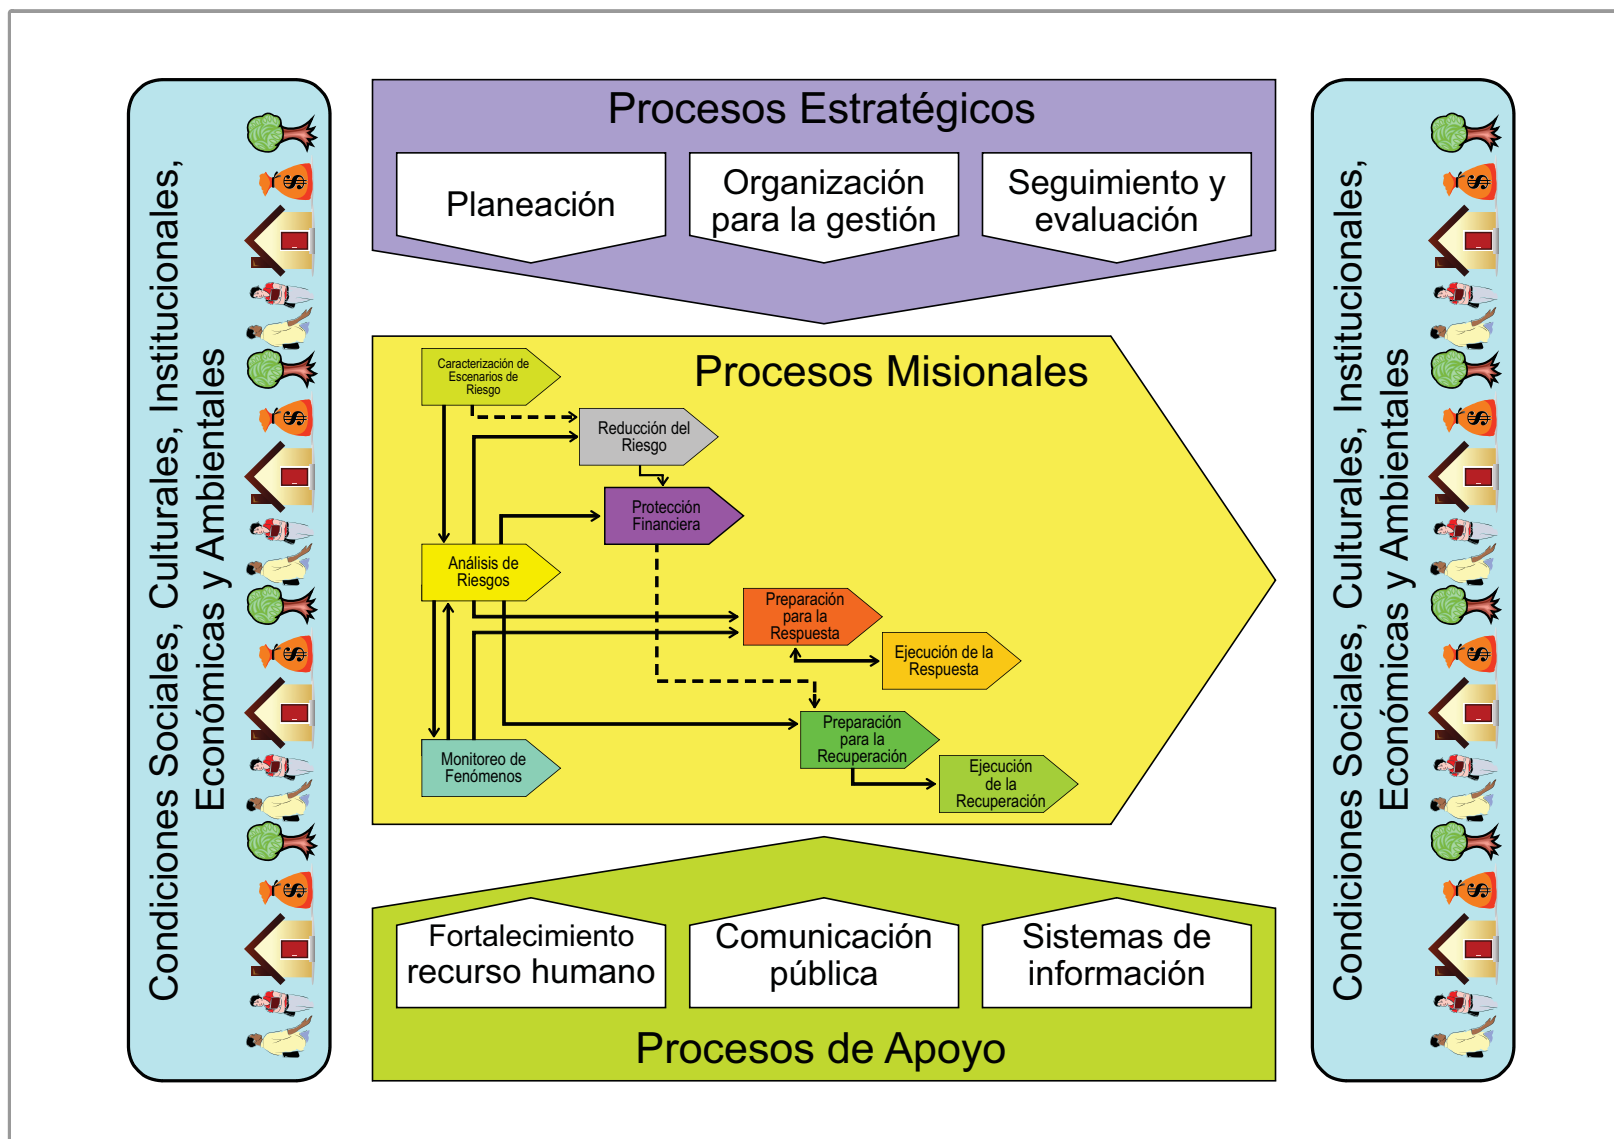 Condiciones Sociales, Culturales, Institucionales,
Económicas y Ambientales
Procesos Estratégicos
Planeación
Organización
para la gestión
Seguimiento y
evaluación
Procesos Misionales
Caracterización de
Escenarios de
Riesgo
Reducción del
Riesgo
Protección
Financiera
Análisis de
Riesgos
Preparación
para la
Respuesta
Ejecución de la
Respuesta
Preparación
para la
Recuperación
Monitoreo de
Fenómenos
Ejecución
de la
Recuperación
Fortalecimiento
recurso humano
Comunicación
pública
Sistemas de
información
Procesos de Apoyo
Condiciones Sociales, Culturales, Institucionales,
Económicas y Ambientales